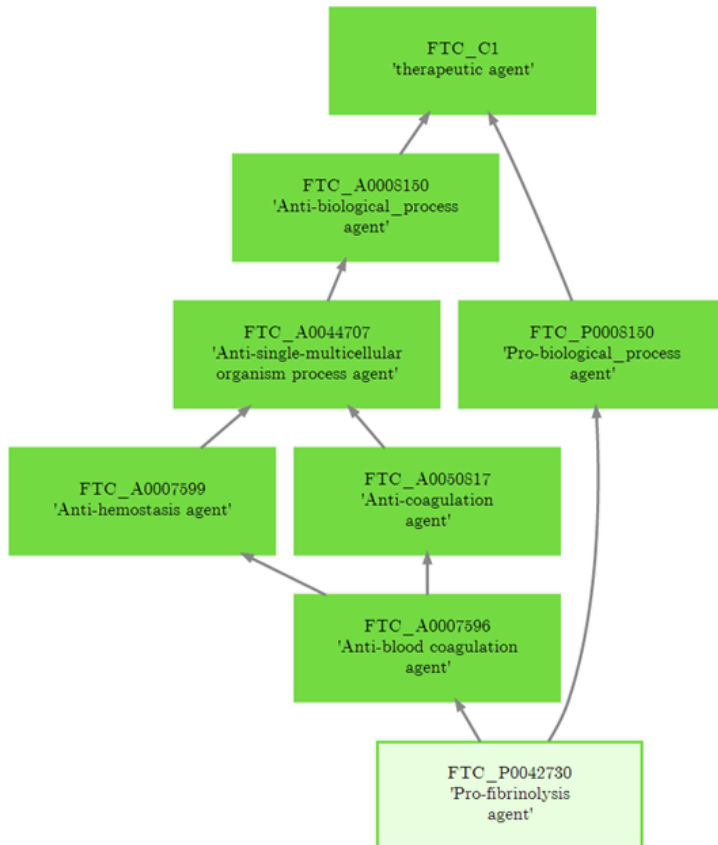 FTC_C1
'therapeutic agent'
FTC_A0008150
'Anti-biological_process
agent'
FTC_A0044707
'Anti-single-multicellular
organism process agent'
FTC_P0008150
'Pro-biological_process
agent'
FTC_A0007599
'Anti-hemostasis agent'
FTC_A0050817
'Anti-coagulation
agent'
FTC_A0007596
'Anti-blood coagulation
agent'
FTC_P0042730
'Pro-fibrinolysis
agent'